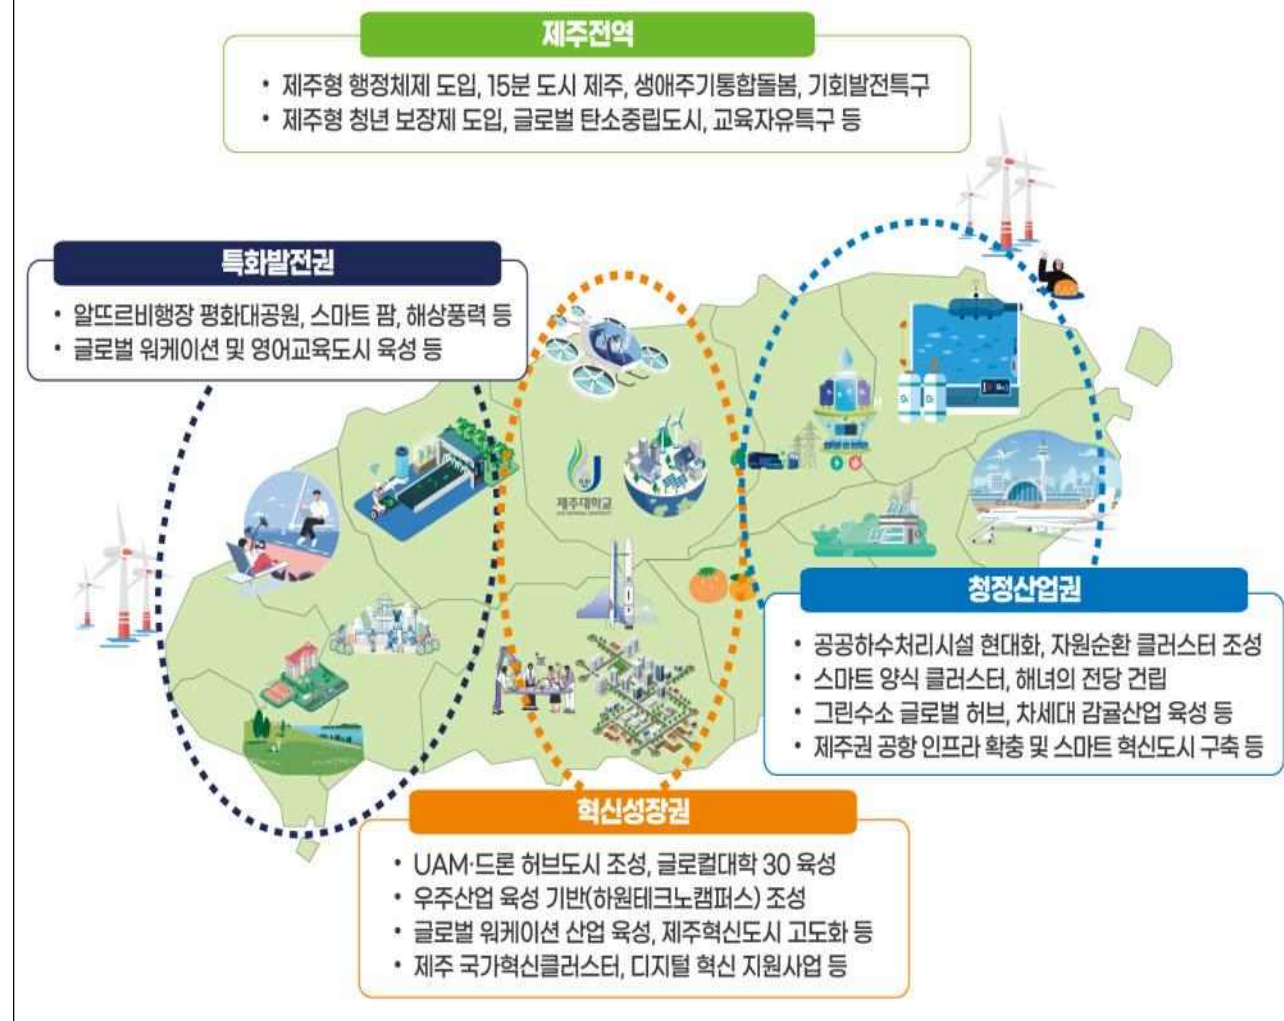 제주전역
• 제주형 행정체제 도입, 15분 도시 제주, 생애주기통합돌봄, 기회발전특구
• 제주형 청년 보장제 도입, 글로벌 탄소중립도시, 교육자유특구 등
특화발전권
• 알뜨르비행장 평화대공원, 스마트 팜, 해상풍력 등
• 글로벌 워케이션 및 영어교육도시 육성 등
제주대학교
청정산업권
• 공공하수처리시설 현대화, 자원순환 클러스터 조성
• 스마트 양식 클러스터, 해녀의 전당 건립
• 그린수소 글로벌 허브, 차세대 감귤산업 육성 등
• 제주권 공항 인프라 확충 및 스마트 혁신도시 구축 등
혁신성장권
• UAM·드론 허브도시 조성, 글로컬대학 30 육성
• 우주산업 육성 기반(하원테크노캠퍼스) 조성
• 글로벌 워케이션 산업 육성, 제주혁신도시 고도화 등
• 제주 국가혁신클러스터, 디지털 혁신 지원사업 등